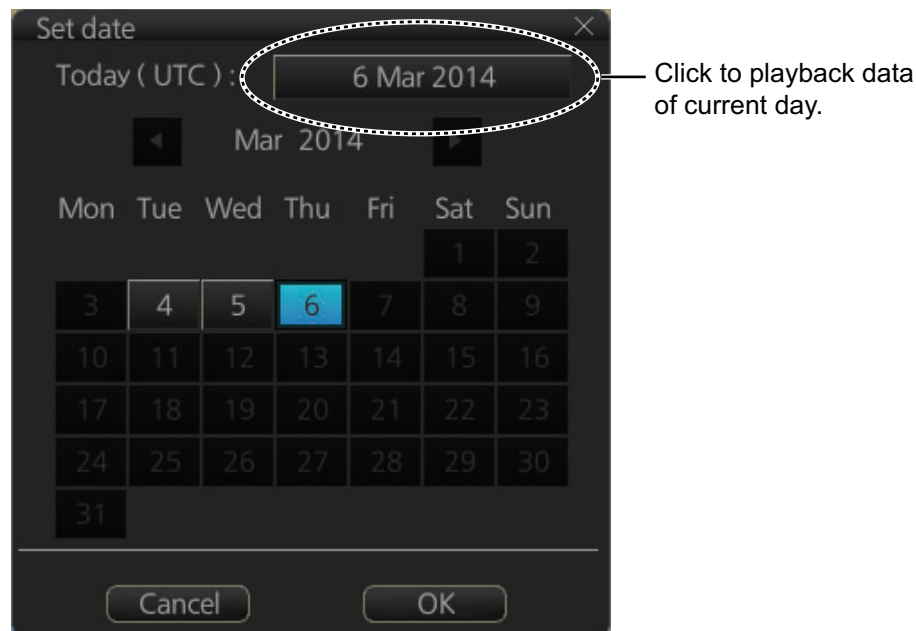 Set date
Today ( UTC ) : 6 Mar 2014
Click to playback data
of current day.
Mar 2014
Mon Tue Wed Thu Fri Sat Sun
1 2
3 4 5 6 7 8 9
10 11 12 13 14 15 16
17 18 19 20 21 22 23
24 25 26 27 28 29 30
31
Cancel OK